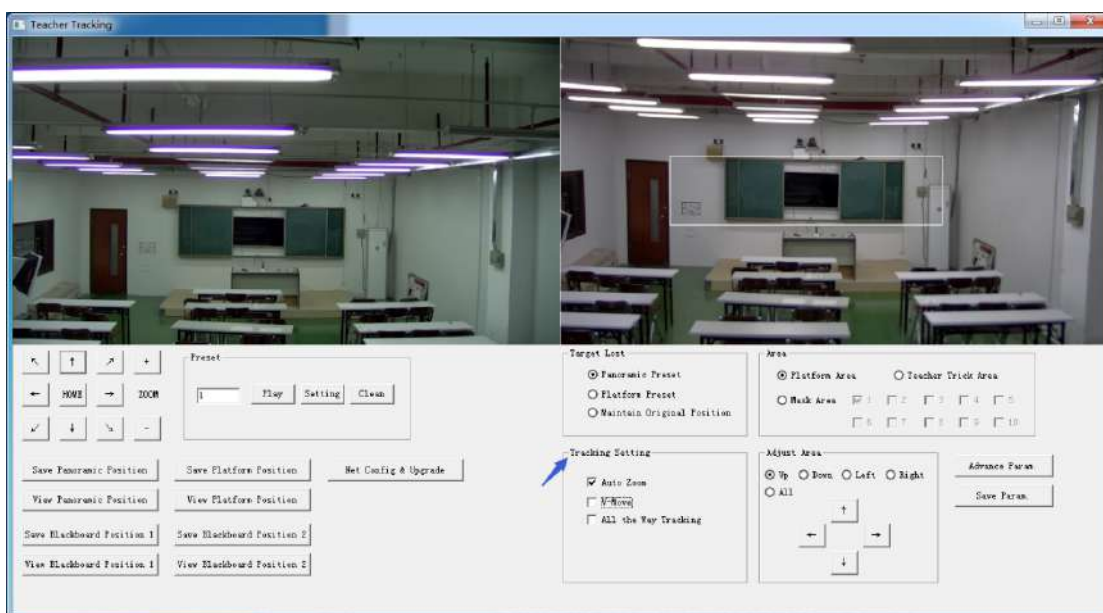 Teacher Tracking
Preset
1
Play
Setting
Clean
+
HOME
ZOOM
-
Save Panoramic Position
Save Platform Position
Net Config & Upgrade
View Panoramic Position
View Platform Position
Save Blackboard Position 1
Save Blackboard Position 2
View Blackboard Position 1
View Blackboard Position 2
Target Lost
Panoramic Preset
Platform Preset
Maintain Original Position
Area
Platform Area
Teacher Trick Area
Mask Area
1 2 3 4 5
6 7 8 9 10
Tracking Setting
Auto Zoom
V-Move
All the Way Tracking
Adjust Area
Up Down Left Right
All
Advance Param
Save Param